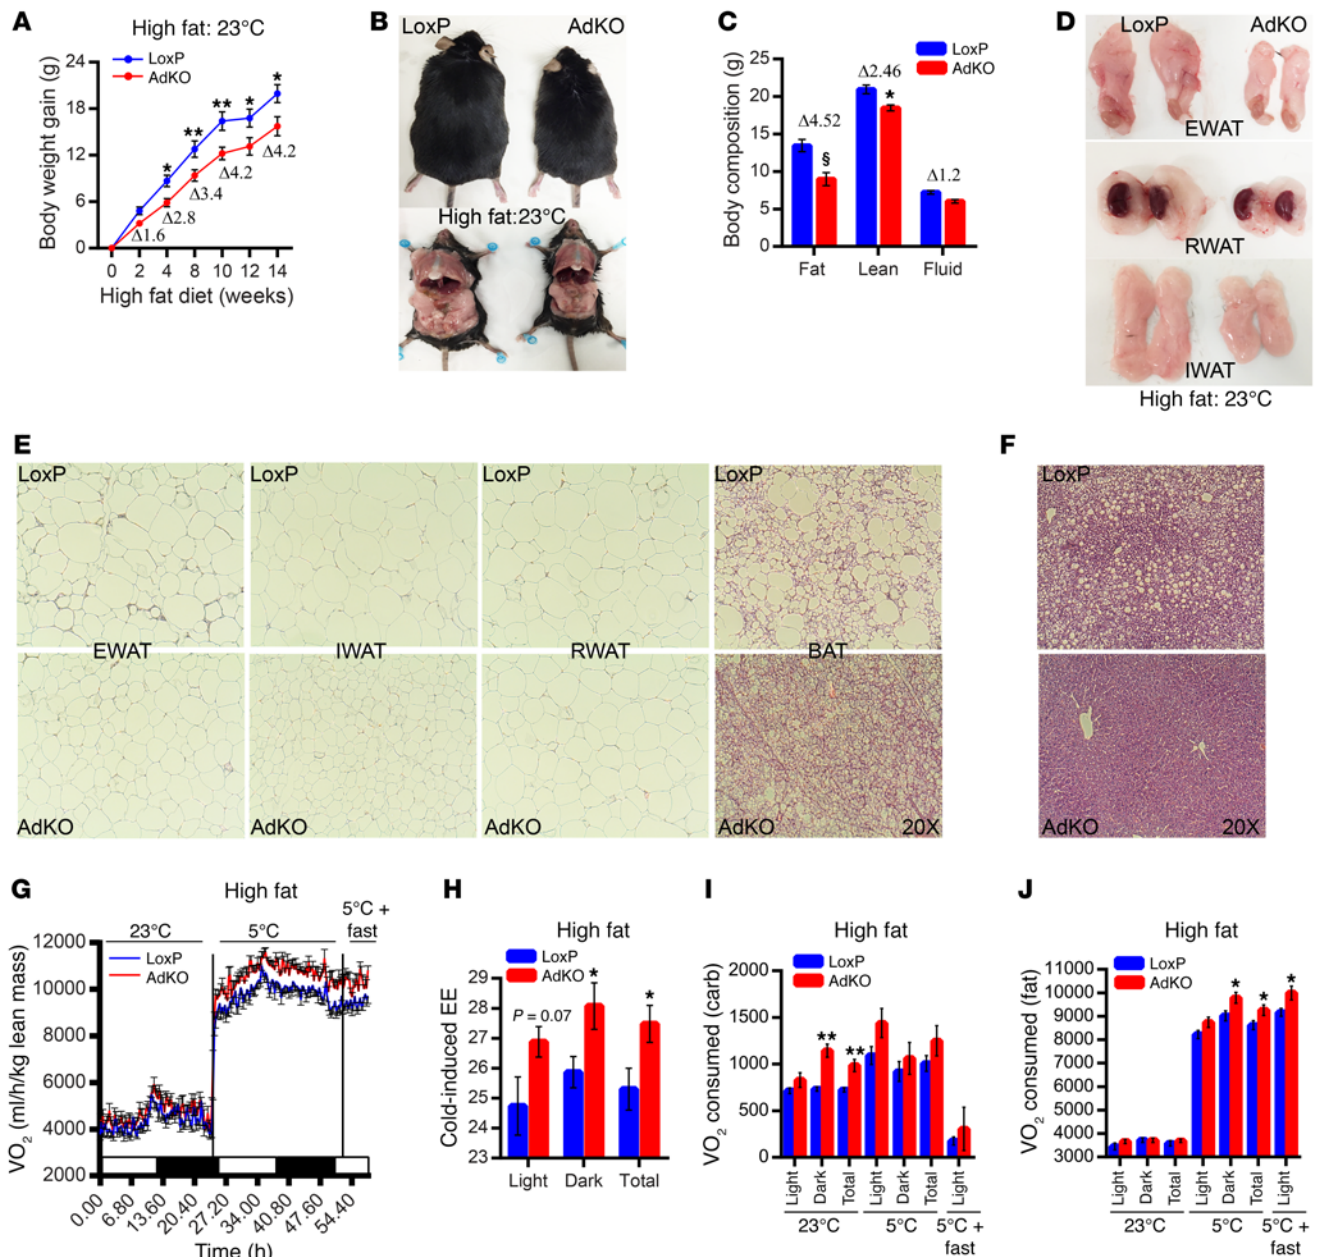 A
High fat: 23°C
LoxP
AdKO
Body weight gain (g)
24
18
12
6
0
*
**
**
*
*
Δ1.6
Δ2.8
Δ3.4
Δ4.2
Δ4.2
0 2 4 6 8 10 12 14
High fat diet (weeks)
B
LoxP AdKO
High fat:23°C
C
LoxP
AdKO
Body composition (g)
25
20
15
10
5
0
Δ4.52
§
Δ2.46
*
Δ1.2
Fat Lean Fluid
D
LoxP AdKO
EWAT
RWAT
IWAT
High fat: 23°C
E
LoxP LoxP LoxP LoxP
EWAT IWAT RWAT BAT
AdKO AdKO AdKO AdKO 20X
F
LoxP
AdKO 20X
G
High fat
23°C 5°C 5°C +
fast
LoxP
AdKO
VO2 (ml/h/kg lean mass)
12000
10000
8000
6000
4000
2000
0.00 6.80 13.60 20.40 27.20 34.00 40.80 47.60 54.40
Time (h)
H
High fat
LoxP
AdKO
Cold-induced EE
29
28
27
26
25
24
23
P = 0.07
*
*
Light Dark Total
I
High fat
LoxP
AdKO
VO2 consumed (carb)
2000
1500
1000
500
0
** **
Light Dark Total Light Dark Total Light
23°C 5°C 5°C +
fast
J
High fat
LoxP
AdKO
VO2 consumed (fat)
11000
10000
9000
8000
7000
6000
5000
4000
3000
* * *
Light Dark Total Light Dark Total Light
23°C 5°C 5°C +
fast